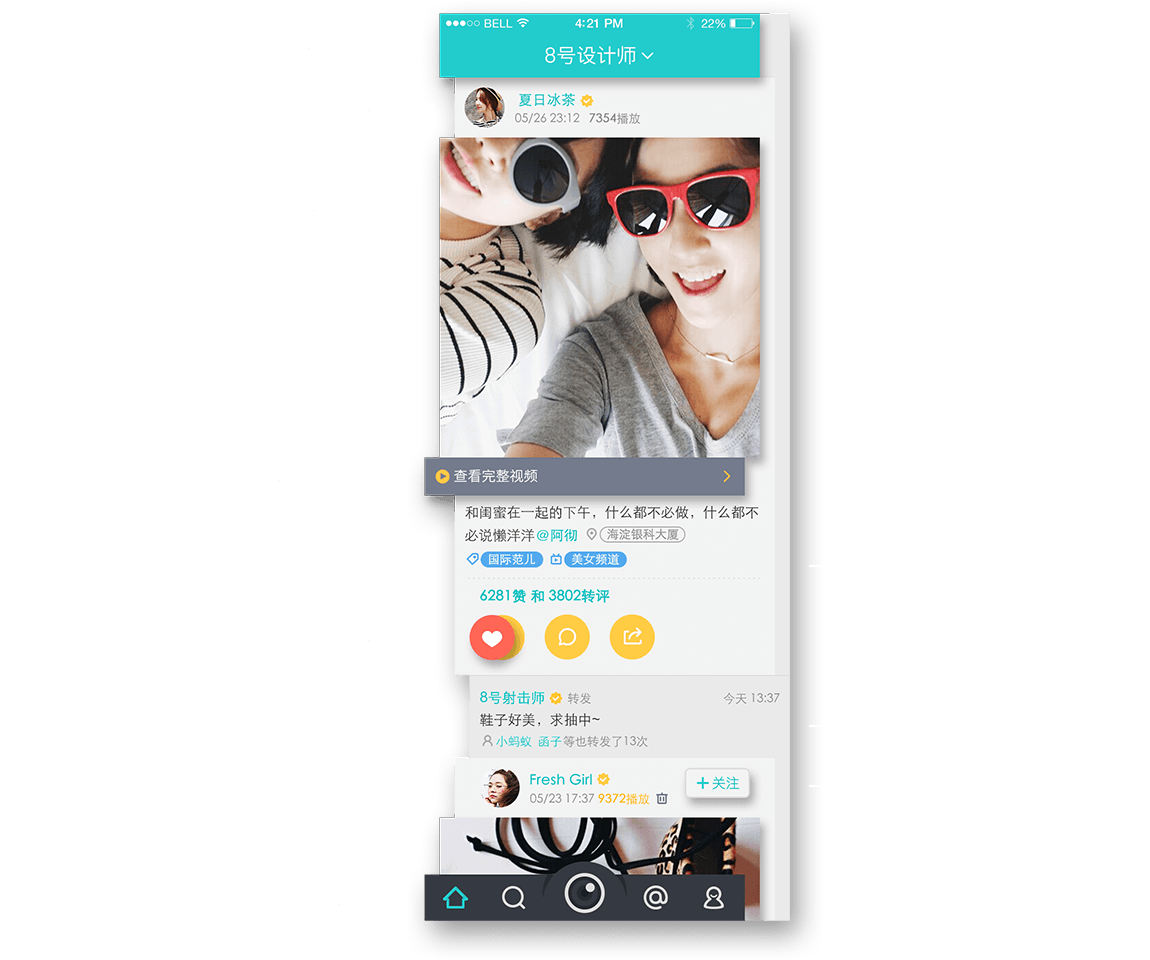 BELL 4:21 PM 22%
8号设计师
夏日冰茶
05/26 23:12 7354播放
查看完整视频
和闺蜜在一起的下午，什么都不必做，什么都不
必说懒洋洋@阿彻 海淀银科大厦
国际范儿 美女频道
6281赞 和 3802转评
8号射击师 转发 今天 13:37
鞋子好美，求抽中~
小蚂蚁 函子等也转发了13次
Fresh Girl
+关注
05/23 17:37 9372播放
@